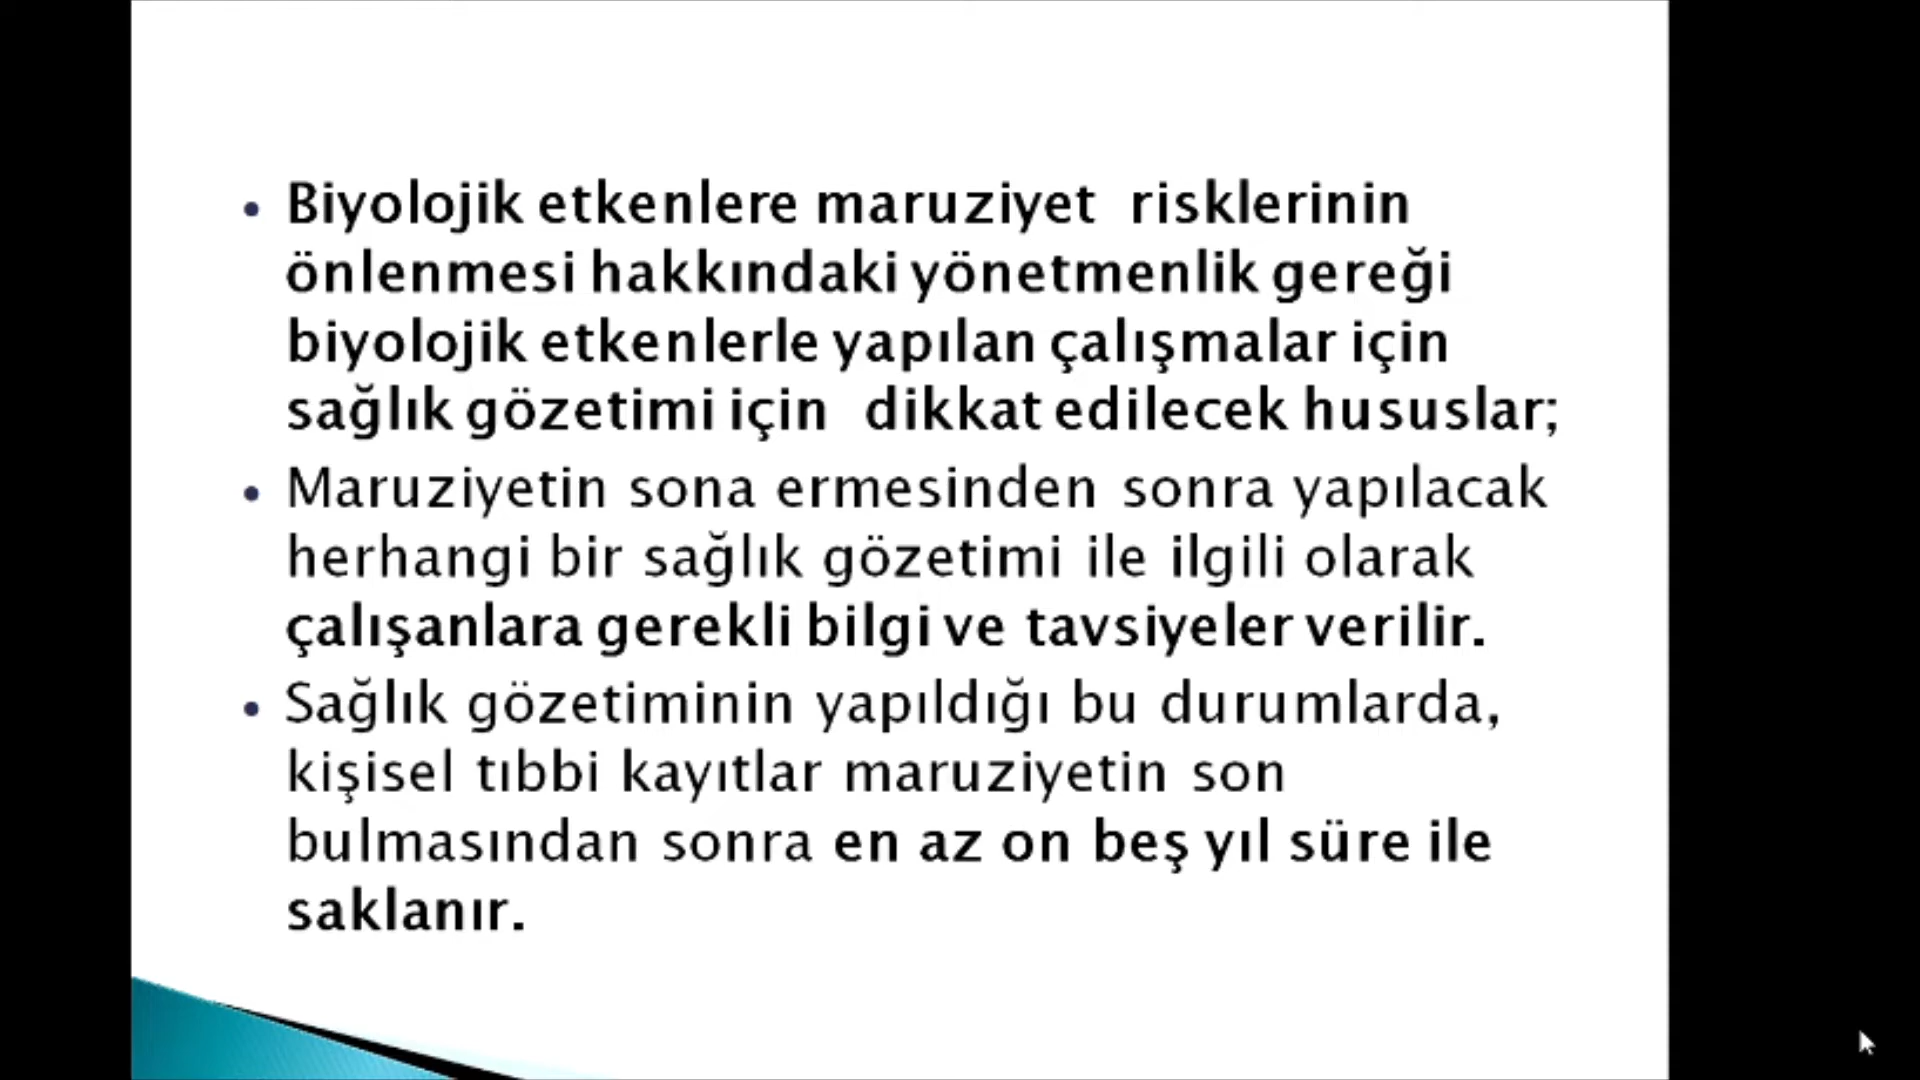 • Biyolojik etkenlere maruziyet risklerinin
önlenmesi hakkındaki yönetmenlik gereği
biyolojik etkenlerle yapılan çalışmalar için
sağlık gözetimi için dikkat edilecek hususlar;
• Maruziyetin sona ermesinden sonra yapılacak
herhangi bir sağlık gözetimi ile ilgili olarak
çalışanlara gerekli bilgi ve tavsiyeler verilir.
• Sağlık gözetiminin yapıldığı bu durumlarda,
kişisel tıbbi kayıtlar maruziyetin son
bulmasından sonra en az on beş yıl süre ile
saklanır.